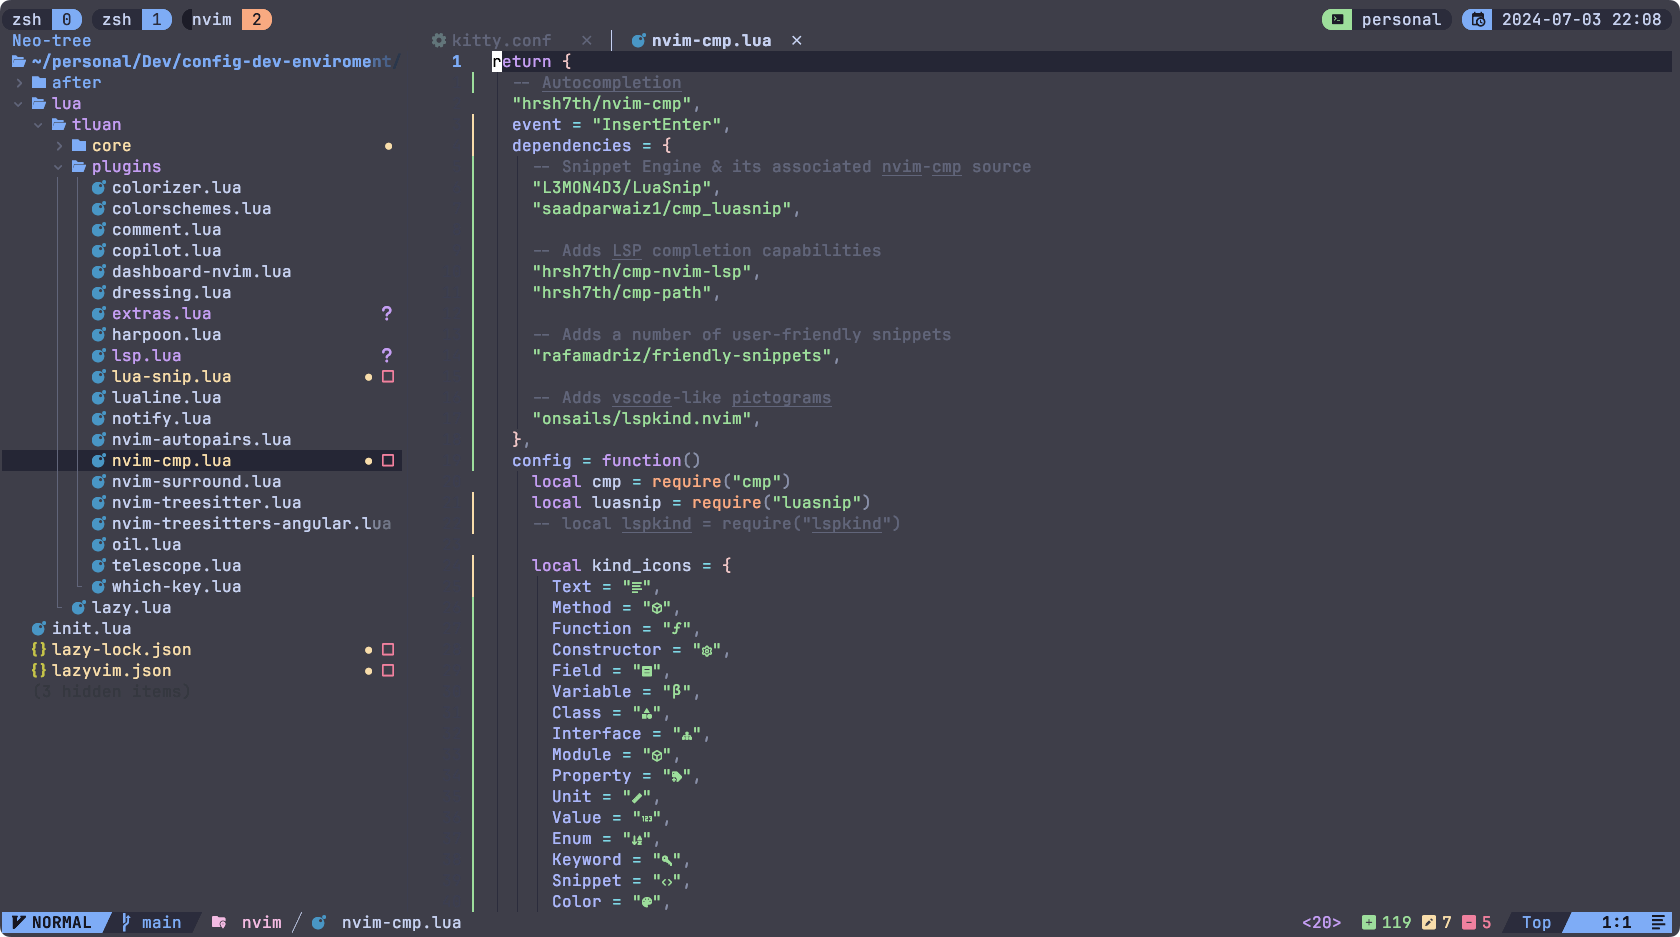 zsh 0 zsh 1 nvim 2 personal 2024-07-03 22:08
Neo-tree
~/personal/Dev/config-dev-enviroment/
after
lua
tluan
core
plugins
colorizer.lua
colorschemes.lua
comment.lua
copilot.lua
dashboard-nvim.lua
dressing.lua
extras.lua ?
harpoon.lua
lsp.lua ?
lua-snip.lua
lualine.lua
notify.lua
nvim-autopairs.lua
nvim-cmp.lua
nvim-surround.lua
nvim-treesitter.lua
nvim-treesitters-angular.lua
oil.lua
telescope.lua
which-key.lua
lazy.lua
init.lua
{} lazy-lock.json
{} lazyvim.json
(3 hidden items)
kitty.conf × nvim-cmp.lua ×
1 return {
-- Autocompletion
"hrsh7th/nvim-cmp",
event = "InsertEnter",
dependencies = {
-- Snippet Engine & its associated nvim-cmp source
"L3MON4D3/LuaSnip",
"saadparwaiz1/cmp_luasnip",
-- Adds LSP completion capabilities
"hrsh7th/cmp-nvim-lsp",
"hrsh7th/cmp-path",
-- Adds a number of user-friendly snippets
"rafamadriz/friendly-snippets",
-- Adds vscode-like pictograms
"onsails/lspkind.nvim",
},
config = function()
local cmp = require("cmp")
local luasnip = require("luasnip")
-- local lspkind = require("lspkind")
local kind_icons = {
Text = "",
Method = "",
Function = "ƒ",
Constructor = "",
Field = "",
Variable = "β",
Class = "",
Interface = "",
Module = "",
Property = "",
Unit = "",
Value = "123",
Enum = "",
Keyword = "",
Snippet = "<>",
Color = "",
NORMAL main nvim / nvim-cmp.lua <20> + 119 7 - 5 Top 1:1